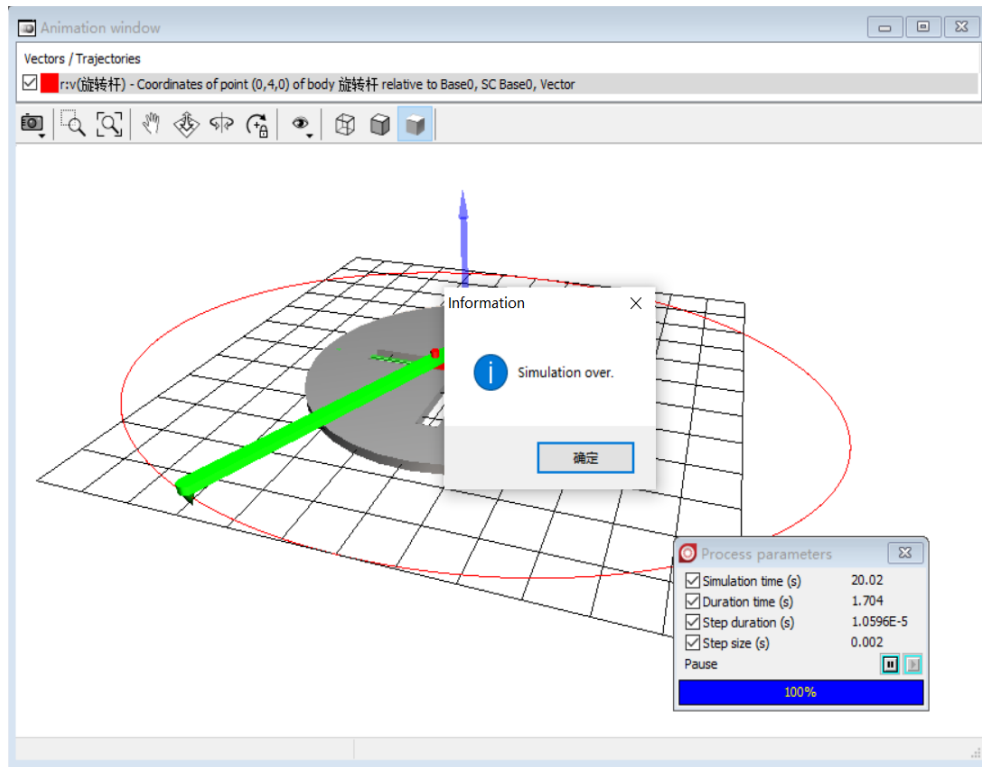 Animation window
Vectors / Trajectories
r:v(旋转杆) - Coordinates of point (0,4,0) of body 旋转杆 relative to Base0, SC Base0, Vector
Information
Simulation over.
确定
Process parameters
Simulation time (s) 20.02
Duration time (s) 1.704
Step duration (s) 1.0596E-5
Step size (s) 0.002
Pause
100%